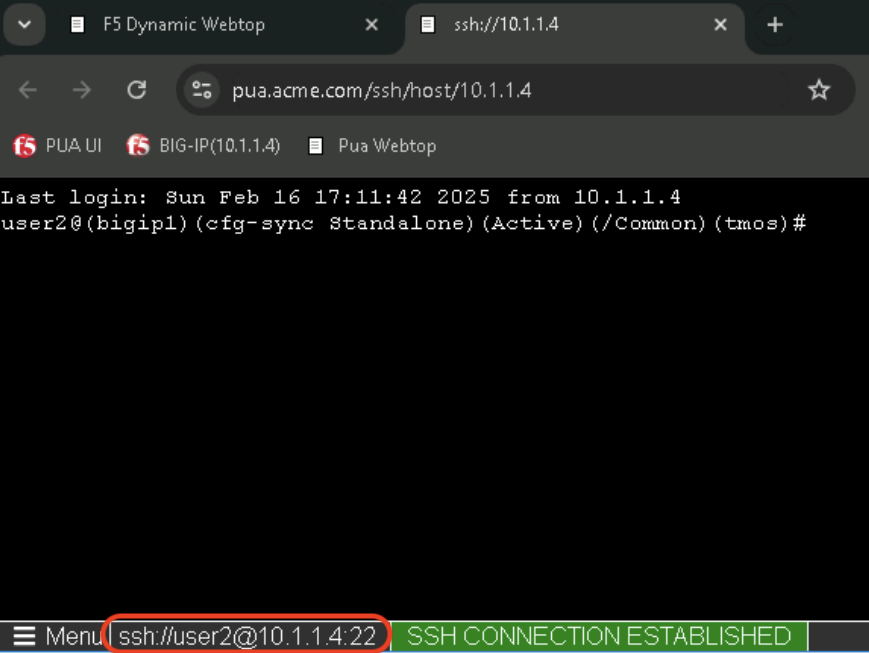 F5 Dynamic Webtop
ssh://10.1.1.4
pua.acme.com/ssh/host/10.1.1.4
f5 PUA UI f5 BIG-IP(10.1.1.4) Pua Webtop
Last login: Sun Feb 16 17:11:42 2025 from 10.1.1.4
user2@(bigip1)(cfg-sync Standalone)(Active)(/Common)(tmos)#
Menu ssh://user2@10.1.1.4:22 SSH CONNECTION ESTABLISHED